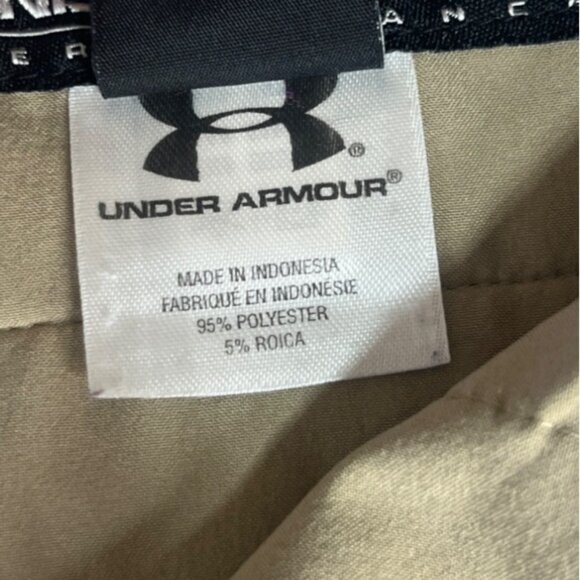 UNDER ARMOUR®
MADE IN INDONESIA
FABRIQUÉ EN INDONÉSIE
95% POLYESTER
5% ROICA